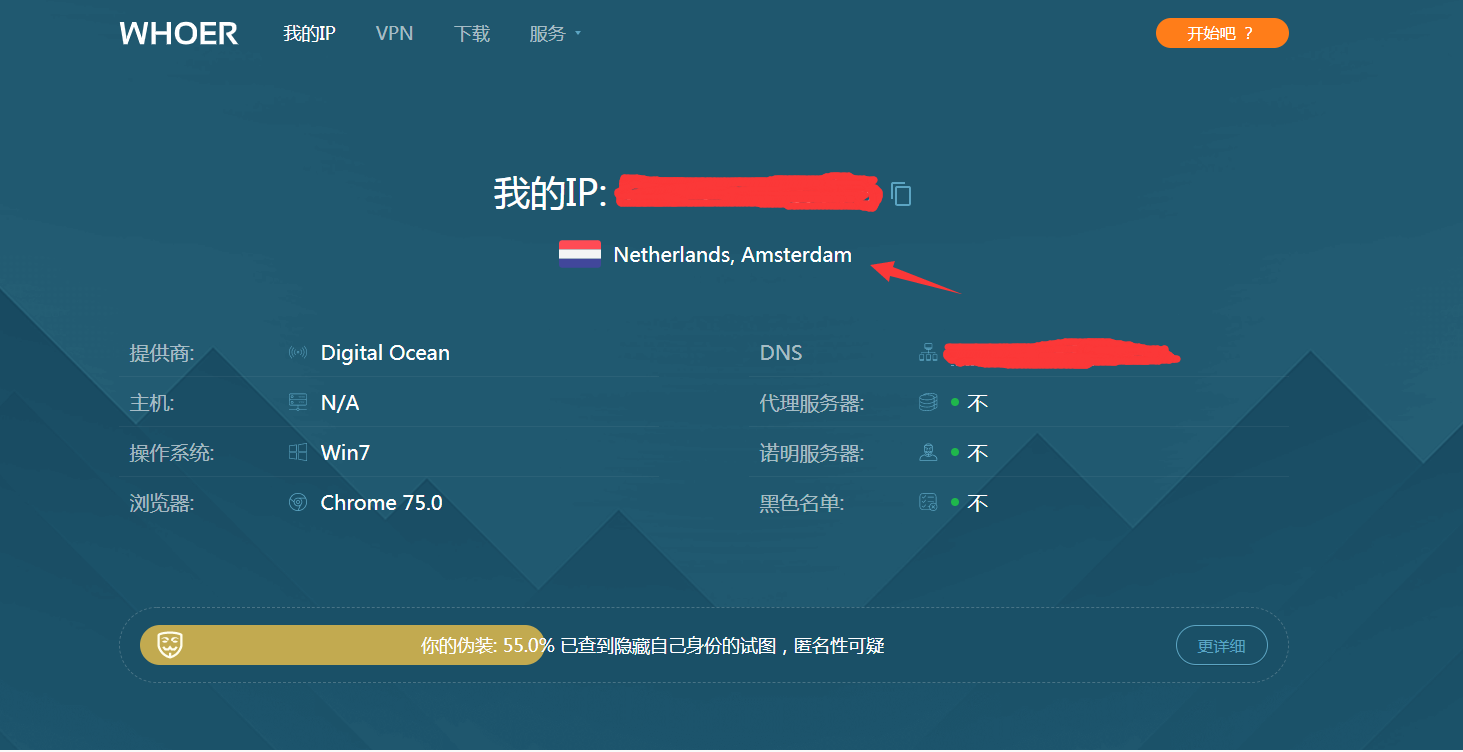 WHOER 我的IP VPN 下载 服务 开始吧 ？
我的IP:
Netherlands, Amsterdam
提供商: Digital Ocean DNS
主机: N/A 代理服务器: 不
操作系统: Win7 诺明服务器: 不
浏览器: Chrome 75.0 黑色名单: 不
你的伪装: 55.0% 已查到隐藏自己身份的试图，匿名性可疑 更详细